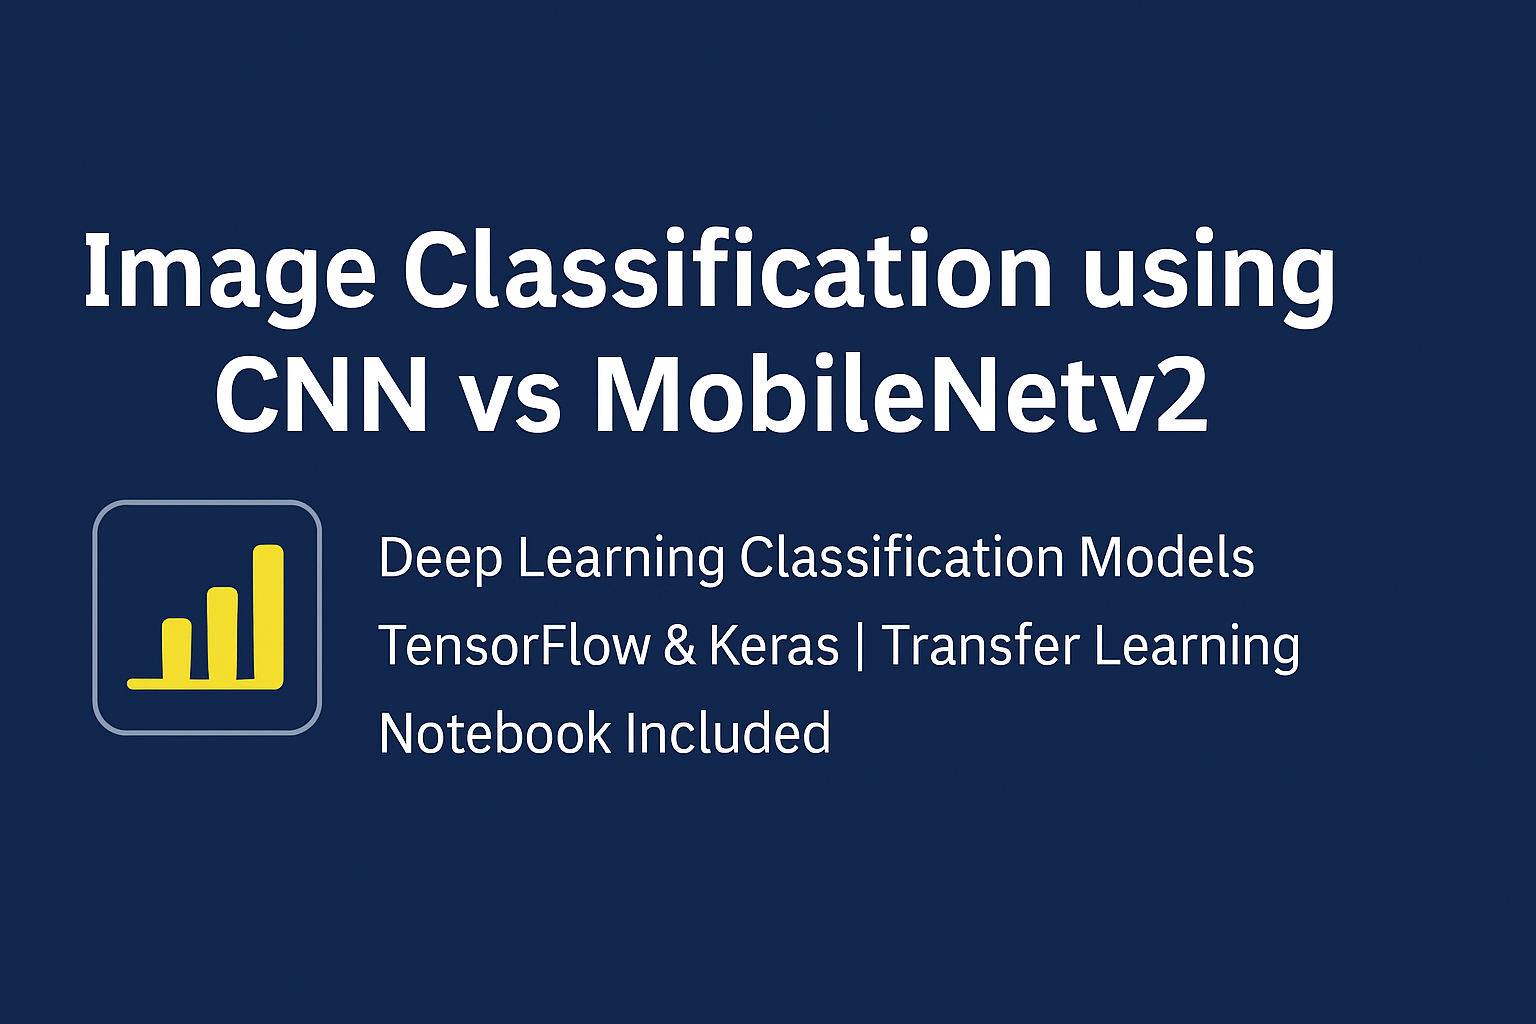 Image Classification using
CNN vs MobileNetv2
Deep Learning Classification Models
TensorFlow & Keras | Transfer Learning
Notebook Included